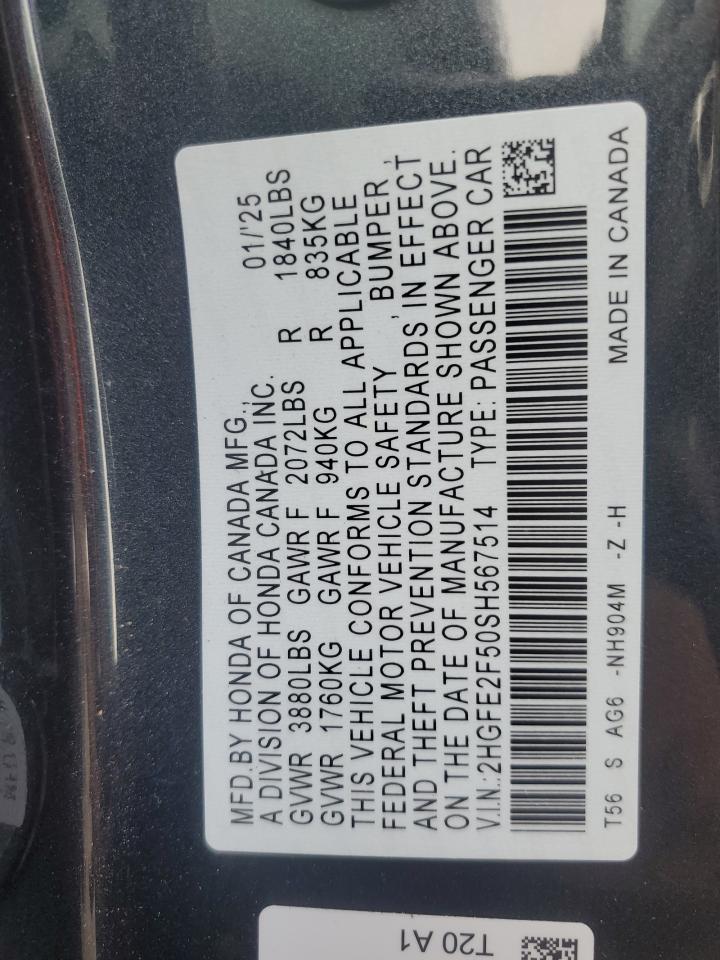 MFD.BY HONDA OF CANADA MFG., 01/'25
A DIVISION OF HONDA CANADA INC.
GVWR 3880LBS GAWR F 2072LBS R 1840LBS
GVWR 1760KG GAWR F 940KG R 835KG
THIS VEHICLE CONFORMS TO ALL APPLICABLE
FEDERAL MOTOR VEHICLE SAFETY , BUMPER ,
AND THEFT PREVENTION STANDARDS IN EFFECT
ON THE DATE OF MANUFACTURE SHOWN ABOVE.
V.I.N:2HGFE2F50SH567514 TYPE: PASSENGER CAR
T56 S AG6 -NH904M -Z -H MADE IN CANADA
T20 A1